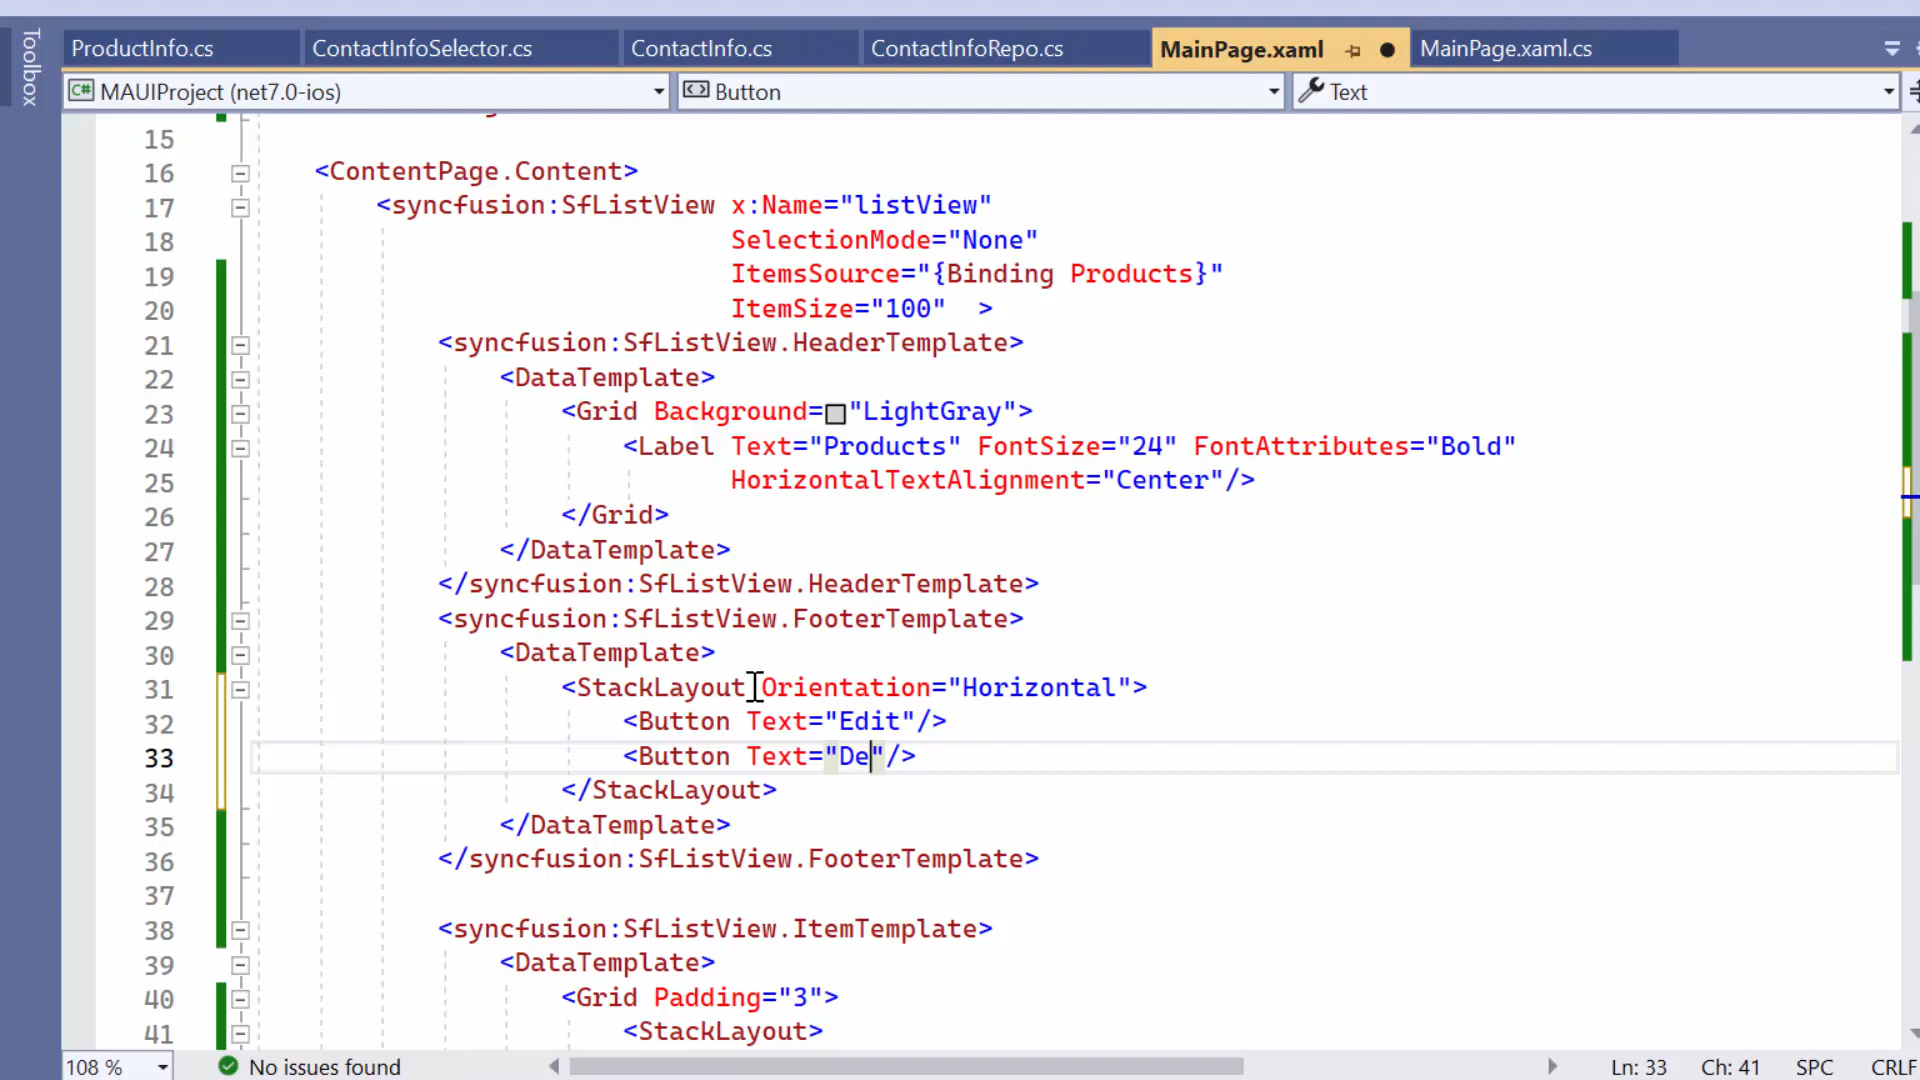 Toolbox
ProductInfo.cs ContactInfoSelector.cs ContactInfo.cs ContactInfoRepo.cs MainPage.xaml MainPage.xaml.cs
C# MAUIProject (net7.0-ios) Button Text
15
16 <ContentPage.Content>
17 <syncfusion:SfListView x:Name="listView"
18 SelectionMode="None"
19 ItemsSource="{Binding Products}"
20 ItemSize="100"  >
21 <syncfusion:SfListView.HeaderTemplate>
22 <DataTemplate>
23 <Grid Background="LightGray">
24 <Label Text="Products" FontSize="24" FontAttributes="Bold"
25 HorizontalTextAlignment="Center"/>
26 </Grid>
27 </DataTemplate>
28 </syncfusion:SfListView.HeaderTemplate>
29 <syncfusion:SfListView.FooterTemplate>
30 <DataTemplate>
31 <StackLayout Orientation="Horizontal">
32 <Button Text="Edit"/>
33 <Button Text="De"/>
34 </StackLayout>
35 </DataTemplate>
36 </syncfusion:SfListView.FooterTemplate>
37
38 <syncfusion:SfListView.ItemTemplate>
39 <DataTemplate>
40 <Grid Padding="3">
41 <StackLayout>
108 % No issues found Ln: 33 Ch: 41 SPC CRLF